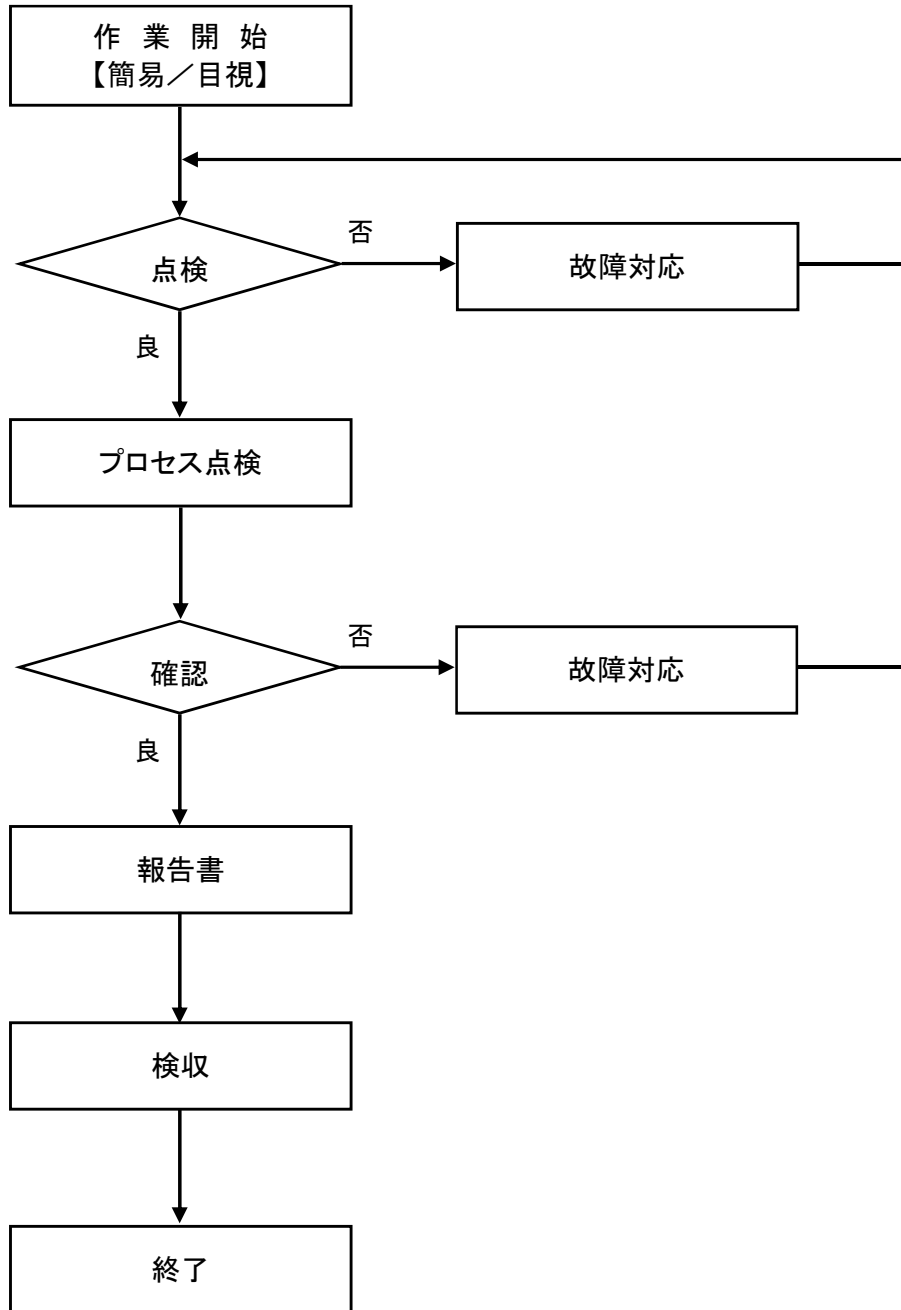 作 業 開 始
【簡易／目視】
点検
否
故障対応
良
プロセス点検
確認
否
故障対応
良
報告書
検収
終了